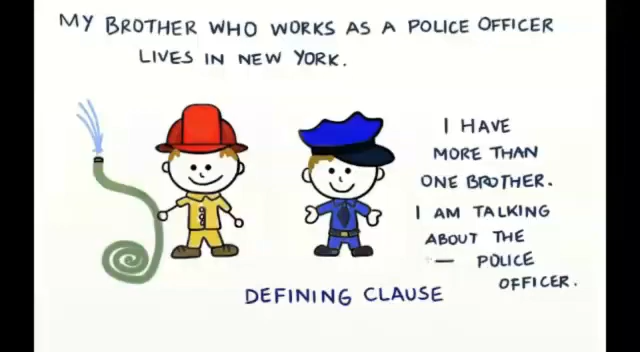 MY BROTHER WHO WORKS AS A POLICE OFFICER
LIVES IN NEW YORK.
I HAVE
MORE THAN
ONE BROTHER.
I AM TALKING
ABOUT THE
— POLICE
OFFICER.
DEFINING CLAUSE